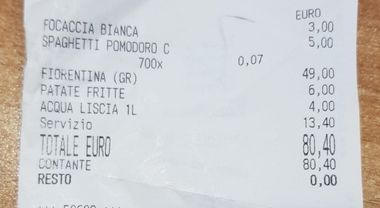 EURO
FOCACCIA BIANCA 3,00
SPAGHETTI POMODORO C 5,00
700x 0,07
FIORENTINA (GR) 49,00
PATATE FRITTE 6,00
ACQUA LISCIA 1L 4,00
Servizio 13,40
TOTALE EURO 80,40
CONTANTE 80,40
RESTO 0,00